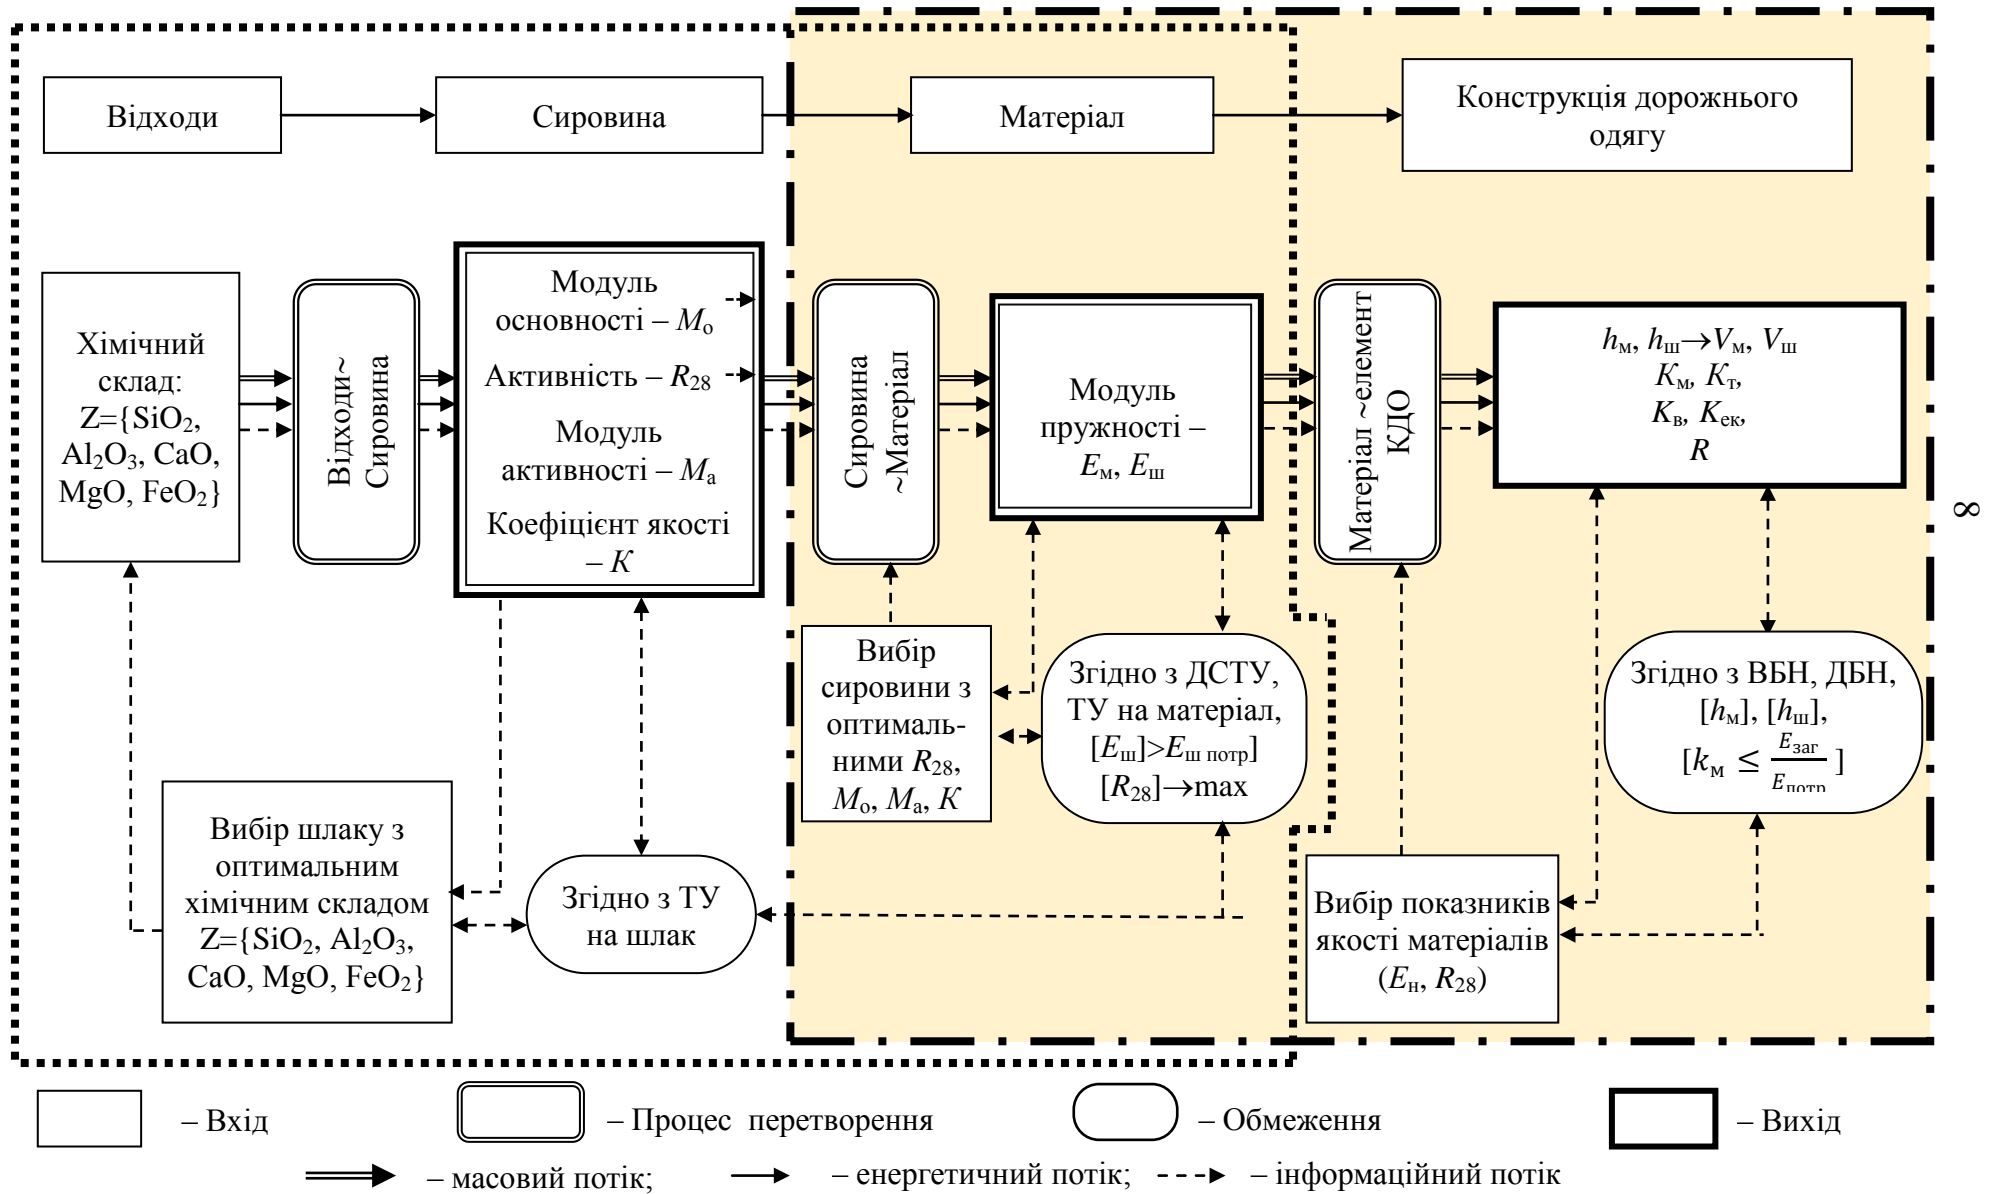 Відходи
Сировина
Матеріал
Конструкція дорожнього
одягу
Хімічний
склад:
Z={SiO₂,
Al₂O₃, CaO,
MgO, FeO₂}
Відходи~
Сировина
Модуль
основності – Mо
Активність – R₂₈
Модуль
активності – Mа
Коефіцієнт якості
– К
Сировина
~Матеріал
Модуль
пружності –
Eм, Eш
Матеріал ~елемент
КДО
hм, hш→Vм, Vш
Kм, Kт,
Kв, Kек,
R
Вибір шлаку з
оптимальним
хімічним складом
Z={SiO₂, Al₂O₃,
CaO, MgO, FeO₂}
Згідно з ТУ
на шлак
Вибір
сировини з
оптималь-
ними R₂₈,
Mо, Mа, К
Згідно з ДСТУ,
ТУ на матеріал,
[Eш]>Eш потр]
[R₂₈]→max
Вибір показників
якості матеріалів
(Eн, R₂₈)
Згідно з ВБН, ДБН,
[hм], [hш],
[kм ≤ Eзаг/Eпотр ]
8
– Вхід
– Процес перетворення
– Обмеження
– Вихід
– масовий потік;
– енергетичний потік;
– інформаційний потік